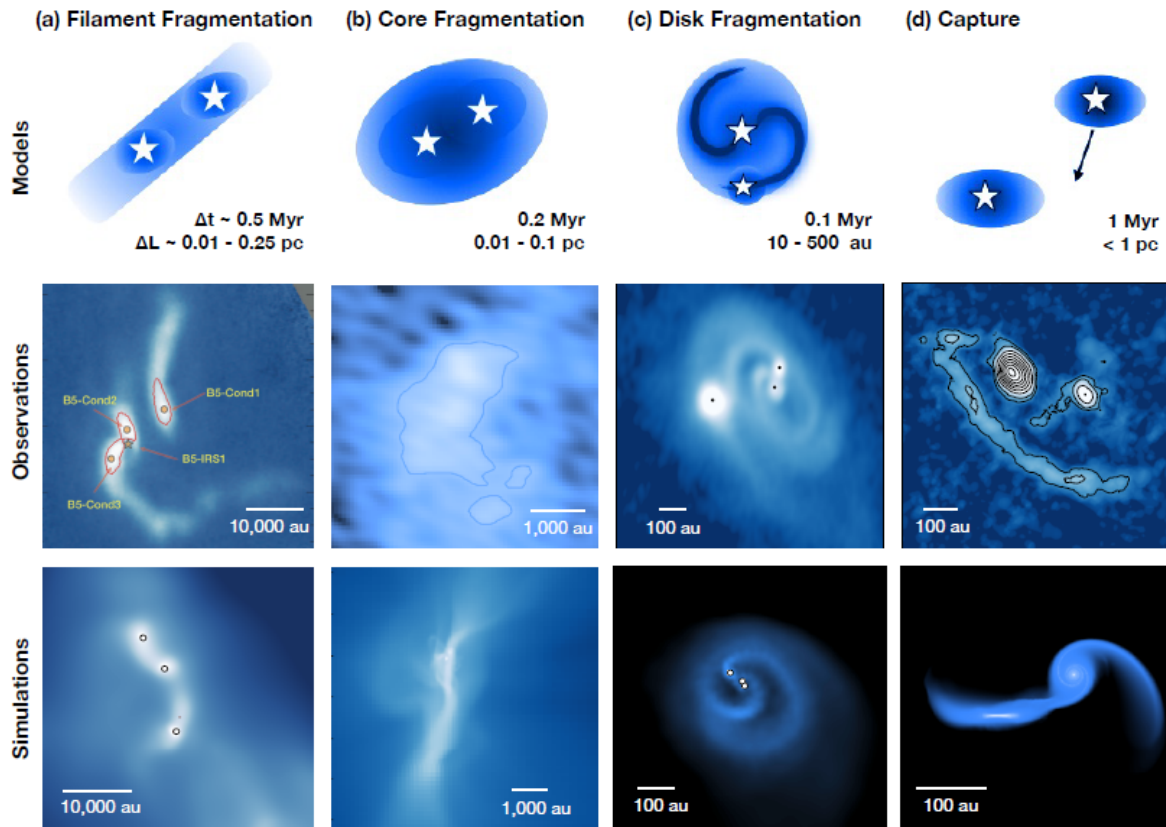 (a) Filament Fragmentation
(b) Core Fragmentation
(c) Disk Fragmentation
(d) Capture
Models
Δt ~ 0.5 Myr
ΔL ~ 0.01 - 0.25 pc
0.2 Myr
0.01 - 0.1 pc
0.1 Myr
10 - 500 au
1 Myr
< 1 pc
Observations
B5-Cond2
B5-Cond1
B5-IRS1
B5-Cond3
10,000 au
1,000 au
100 au
100 au
Simulations
10,000 au
1,000 au
100 au
100 au